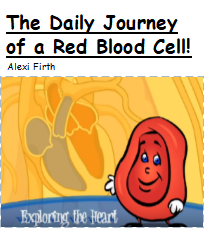 The Daily Journey
of a Red Blood Cell!
Alexi Firth
Exploring the Heart